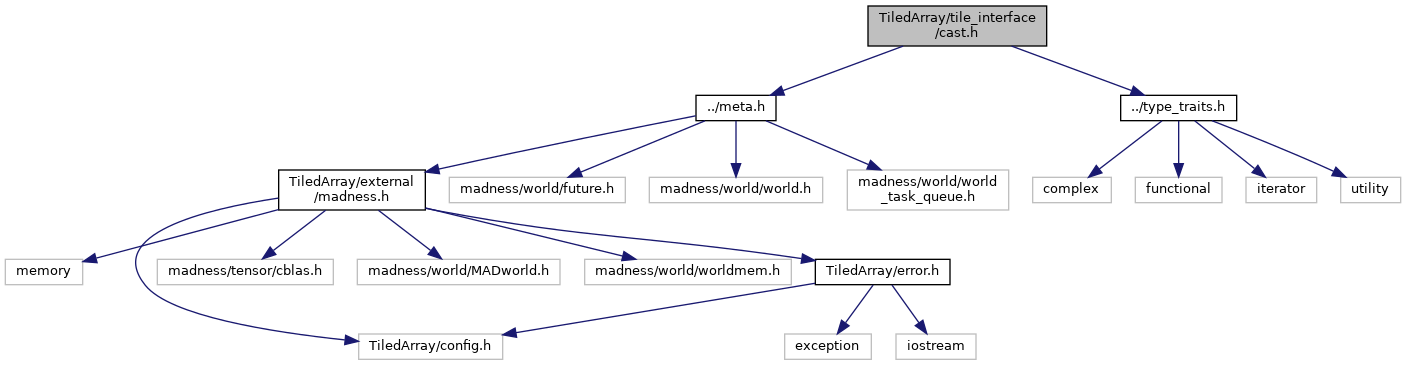 TiledArray/tile_interface
/cast.h
../meta.h
../type_traits.h
TiledArray/external
/madness.h
madness/world/future.h
madness/world/world.h
madness/world/world
_task_queue.h
complex
functional
iterator
utility
memory
madness/tensor/cblas.h
madness/world/MADworld.h
madness/world/worldmem.h
TiledArray/error.h
TiledArray/config.h
exception
iostream